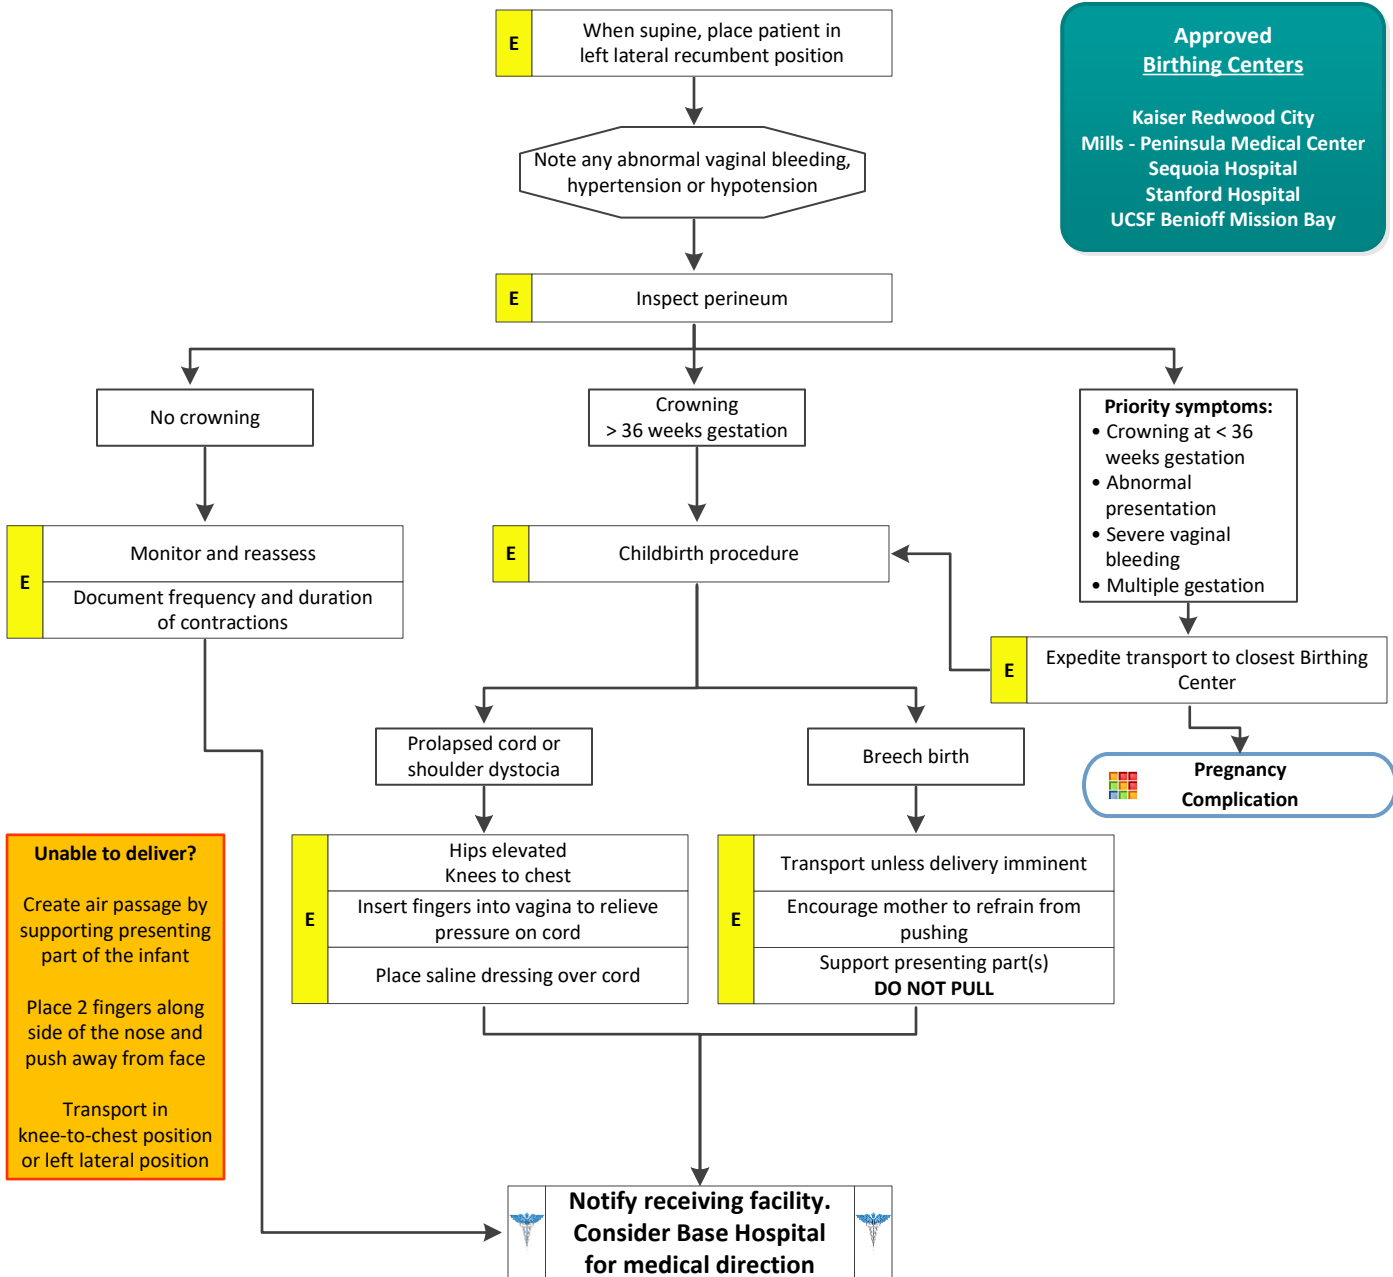 E
When supine, place patient in
left lateral recumbent position
Approved
Birthing Centers
Kaiser Redwood City
Mills - Peninsula Medical Center
Sequoia Hospital
Stanford Hospital
UCSF Benioff Mission Bay
Note any abnormal vaginal bleeding,
hypertension or hypotension
E
Inspect perineum
No crowning
Crowning
> 36 weeks gestation
Priority symptoms:
• Crowning at < 36
weeks gestation
• Abnormal
presentation
• Severe vaginal
bleeding
• Multiple gestation
E
Monitor and reassess
Document frequency and duration
of contractions
E
Childbirth procedure
E
Expedite transport to closest Birthing
Center
Prolapsed cord or
shoulder dystocia
Breech birth
Pregnancy
Complication
E
Hips elevated
Knees to chest
Insert fingers into vagina to relieve
pressure on cord
Place saline dressing over cord
E
Transport unless delivery imminent
Encourage mother to refrain from
pushing
Support presenting part(s)
DO NOT PULL
Unable to deliver?
Create air passage by
supporting presenting
part of the infant
Place 2 fingers along
side of the nose and
push away from face
Transport in
knee-to-chest position
or left lateral position
Notify receiving facility.
Consider Base Hospital
for medical direction